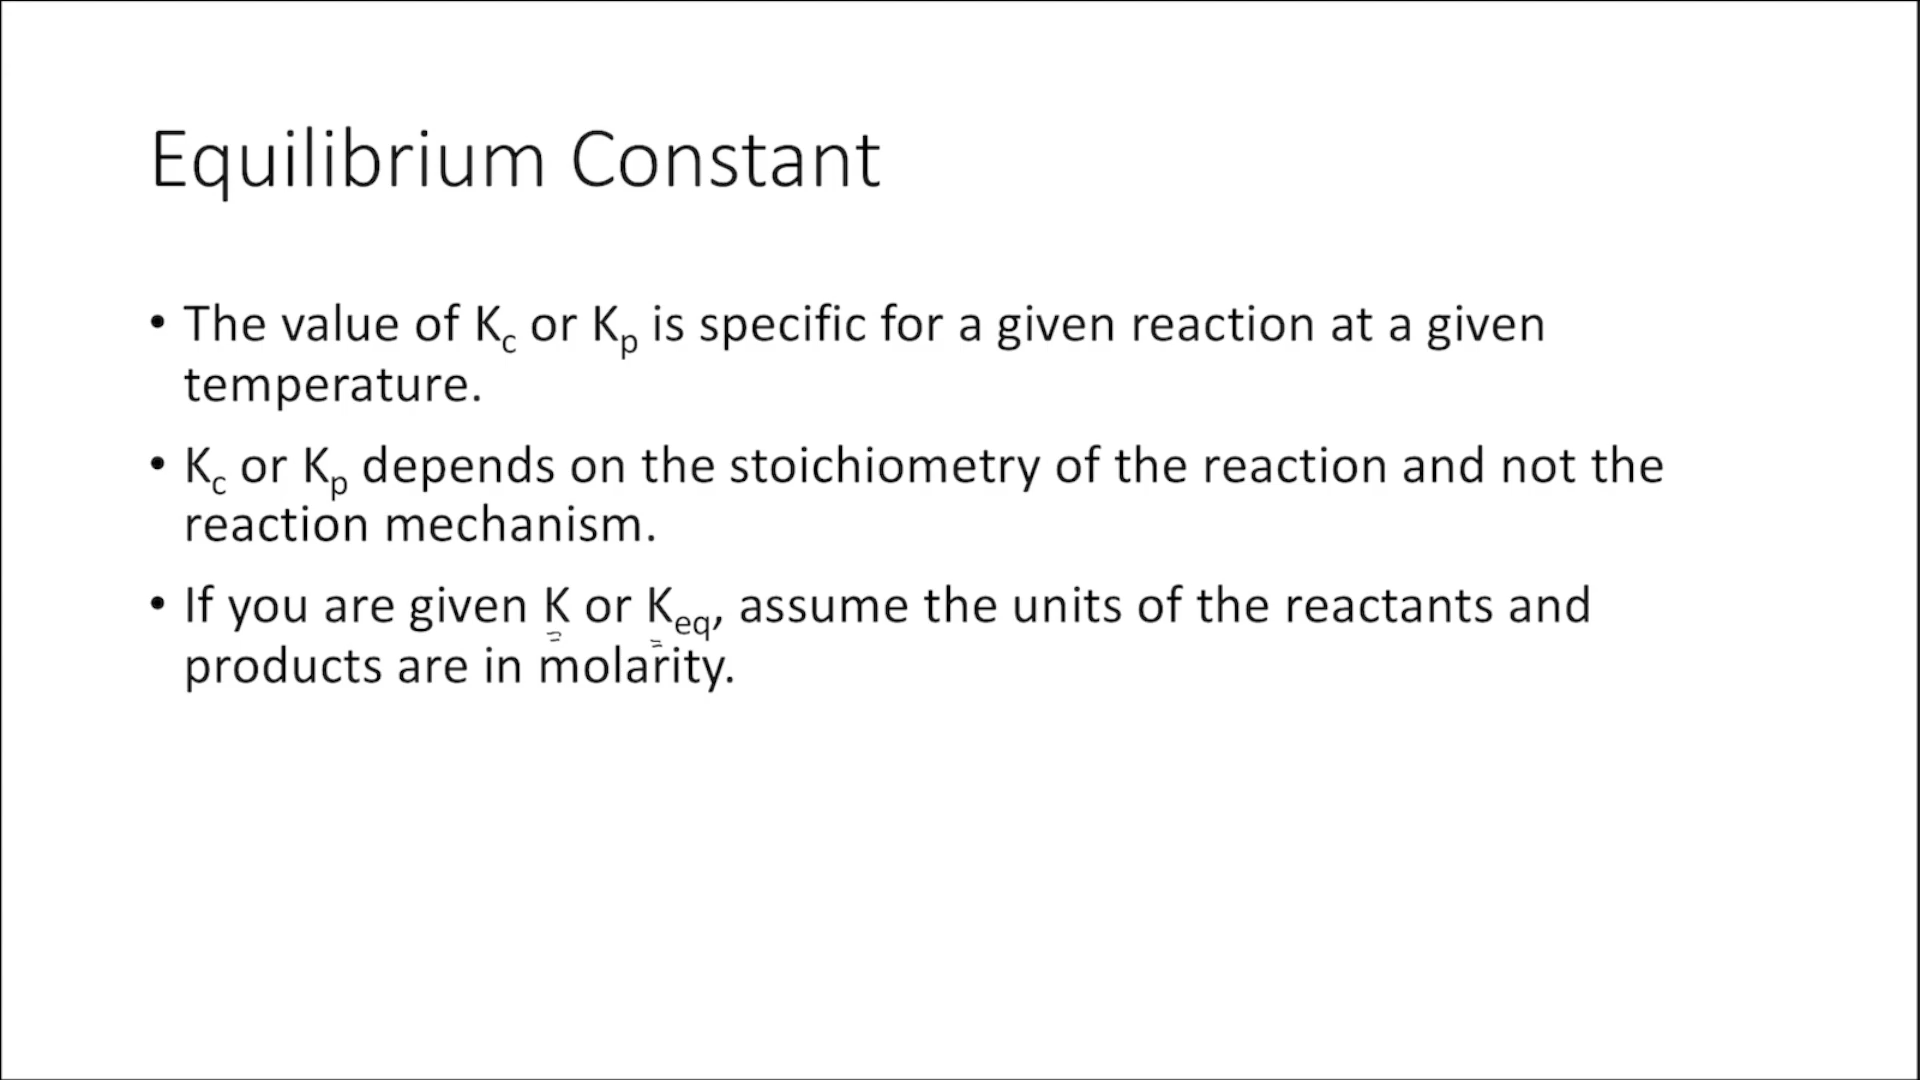 Equilibrium Constant
• The value of Kc or Kp is specific for a given reaction at a given
temperature.
• Kc or Kp depends on the stoichiometry of the reaction and not the
reaction mechanism.
• If you are given K or Keq, assume the units of the reactants and
products are in molarity.